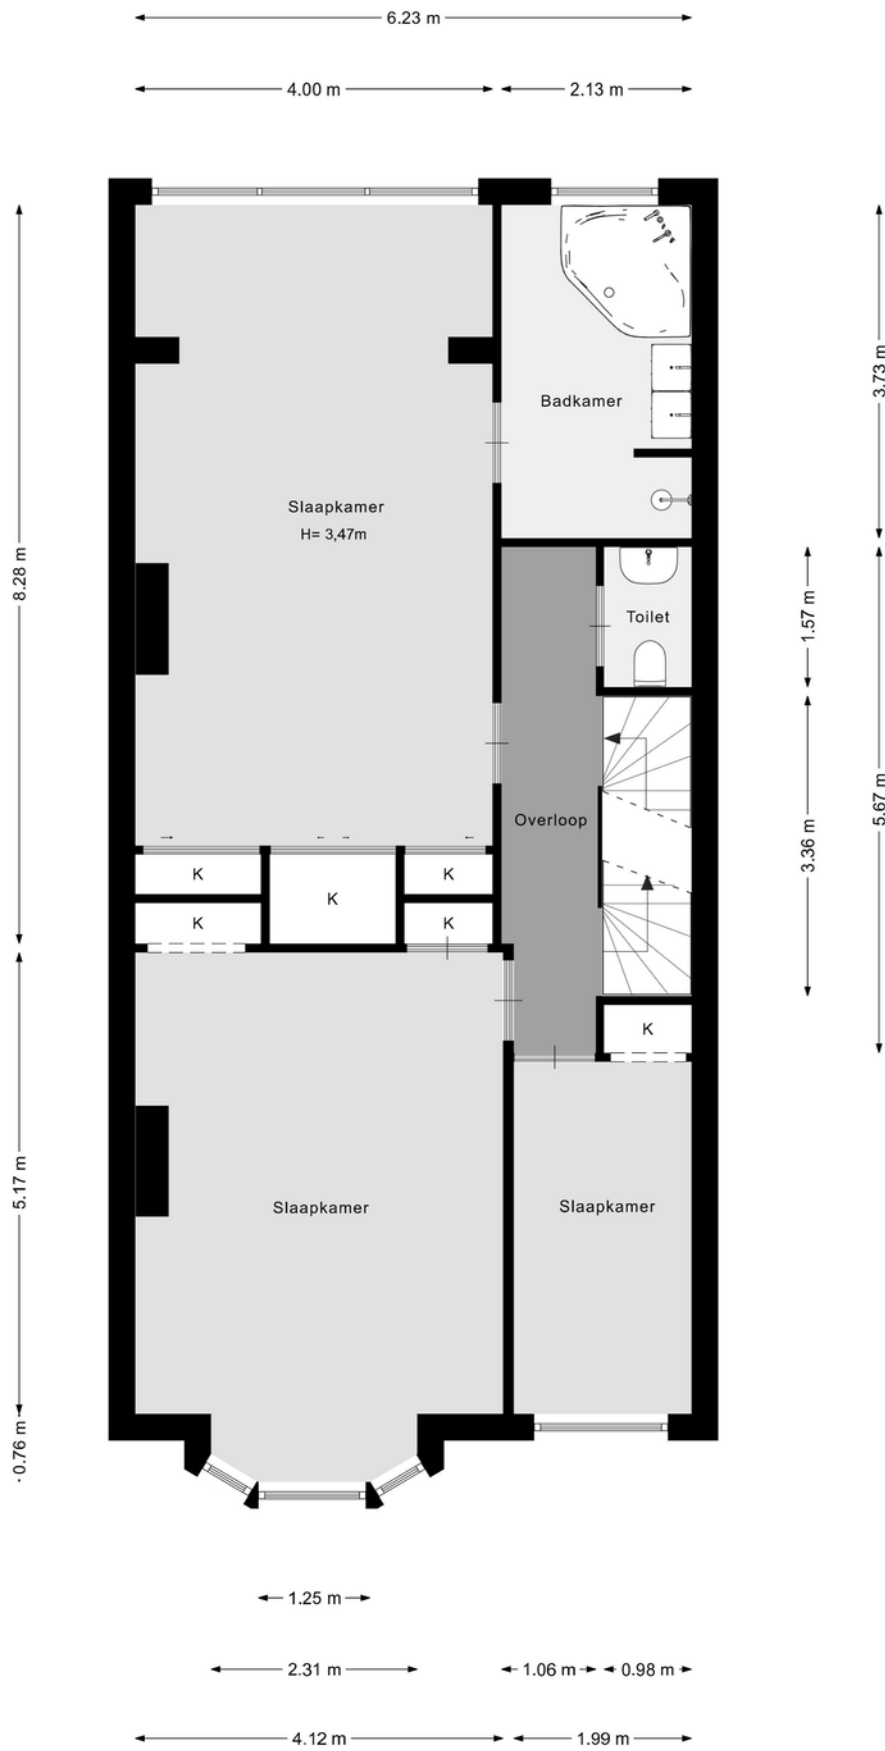 6.23 m
4.00 m
2.13 m
8.28 m
3.73 m
Badkamer
Slaapkamer
H= 3,47m
Toilet
1.57 m
5.67 m
Overloop
3.36 m
K
K
K
K
K
K
5.17 m
Slaapkamer
Slaapkamer
0.76 m
1.25 m
2.31 m
1.06 m
0.98 m
4.12 m
1.99 m